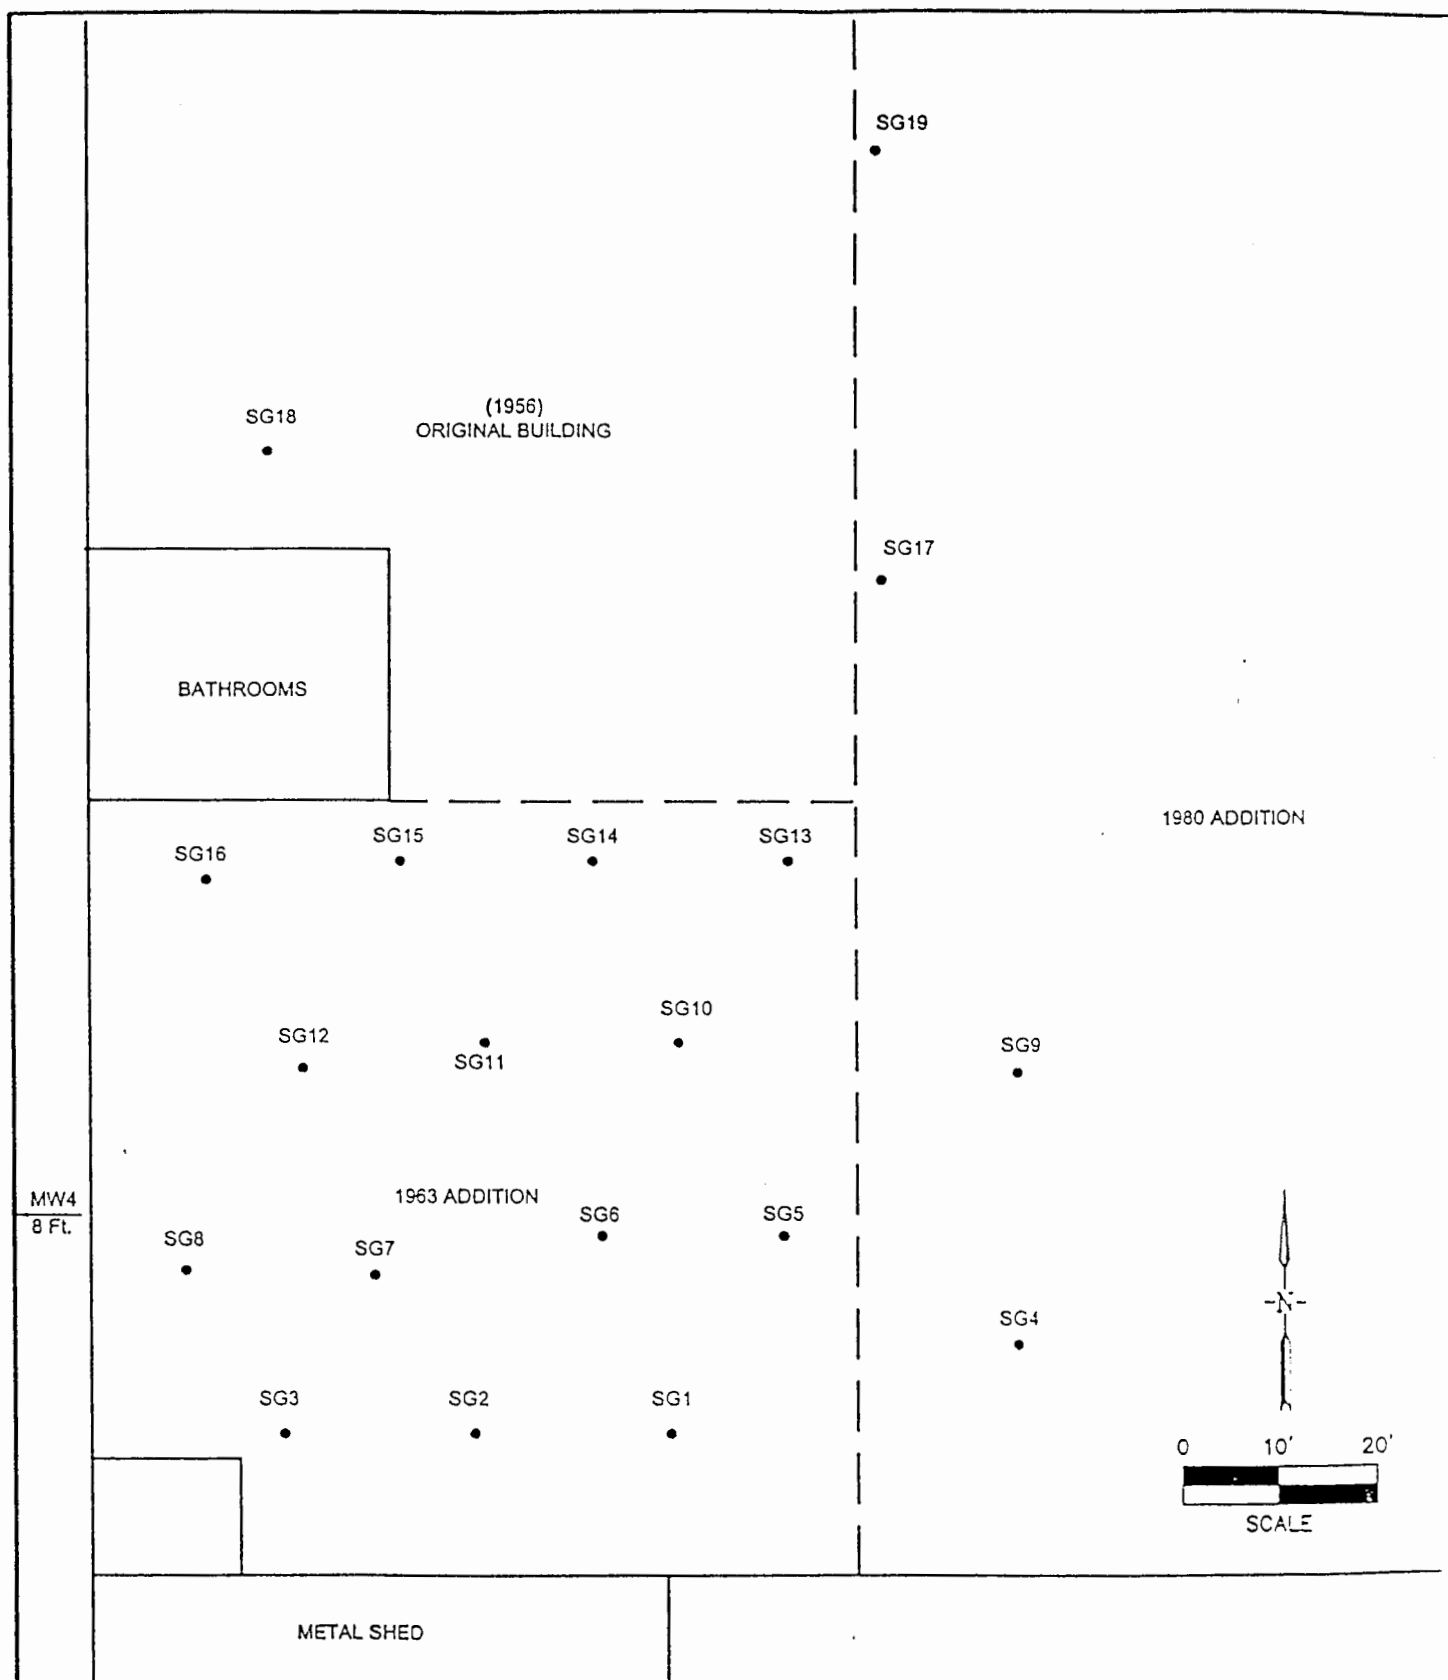 SG19
(1956)
ORIGINAL BUILDING
SG18
SG17
BATHROOMS
1980 ADDITION
SG16
SG15
SG14
SG13
SG12
SG11
SG10
SG9
MW4
8 Ft.
1963 ADDITION
SG8
SG7
SG6
SG5
SG4
N
SG3
SG2
SG1
0 10' 20'
SCALE
METAL SHED